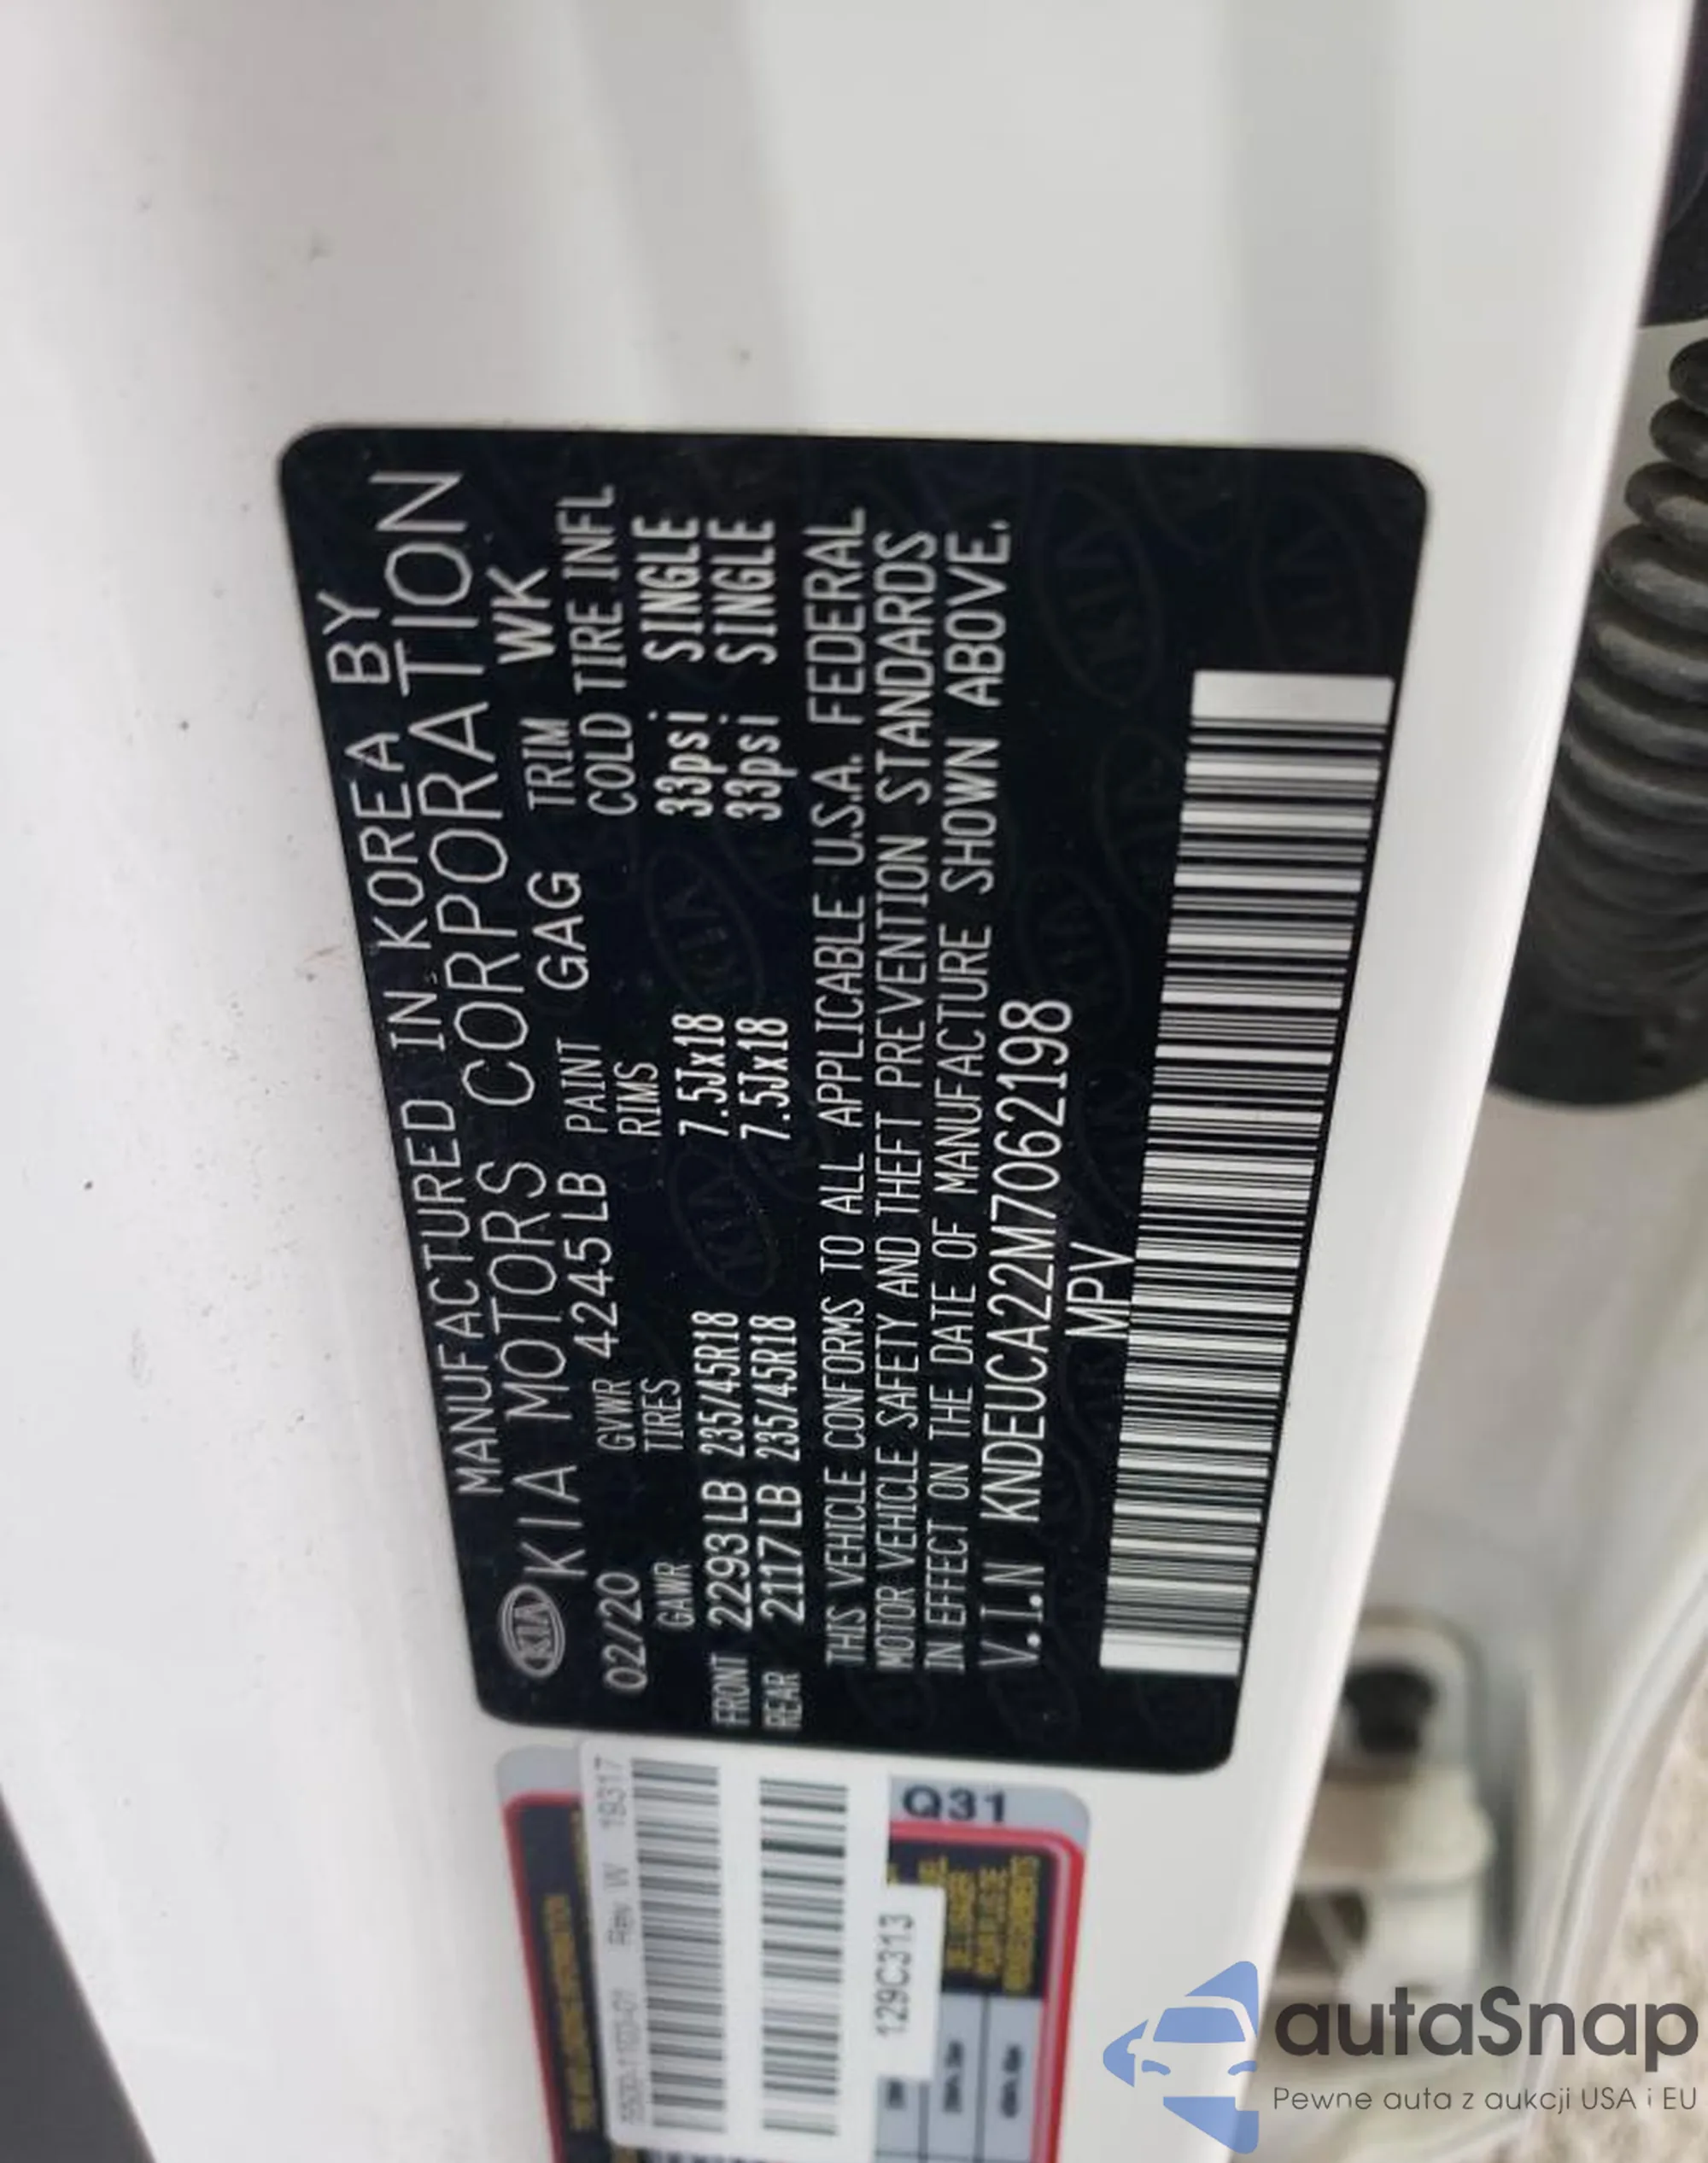 MANUFACTURED IN KOREA BY
KIA KIA MOTORS CORPORATION
02/20 GVWR 4245LB PAINT GAG TRIM WK
GAWR TIRES RIMS COLD TIRE INFL
FRONT 2293LB 235/45R18 7.5Jx18 33psi SINGLE
REAR 2117LB 235/45R18 7.5Jx18 33psi SINGLE
THIS VEHICLE CONFORMS TO ALL APPLICABLE U.S.A. FEDERAL
MOTOR VEHICLE SAFETY AND THEFT PREVENTION STANDARDS
IN EFFECT ON THE DATE OF MANUFACTURE SHOWN ABOVE.
V.I.N KNDEUCA22M7062198
MPV
Rev. W 19317
129C313
Q31
autaSnap
Pewne auta z aukcji USA i EU